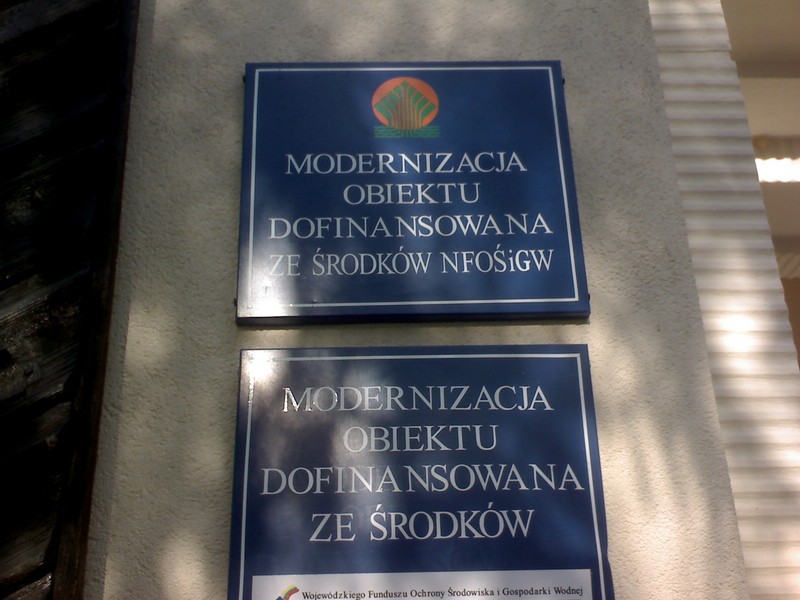 MODERNIZACJA
OBIEKTU
DOFINANSOWANA
ZE ŚRODKÓW NFOŚiGW
MODERNIZACJA
OBIEKTU
DOFINANSOWANA
ZE ŚRODKÓW
Wojewódzkiego Funduszu Ochrony Środowiska i Gospodarki Wodnej